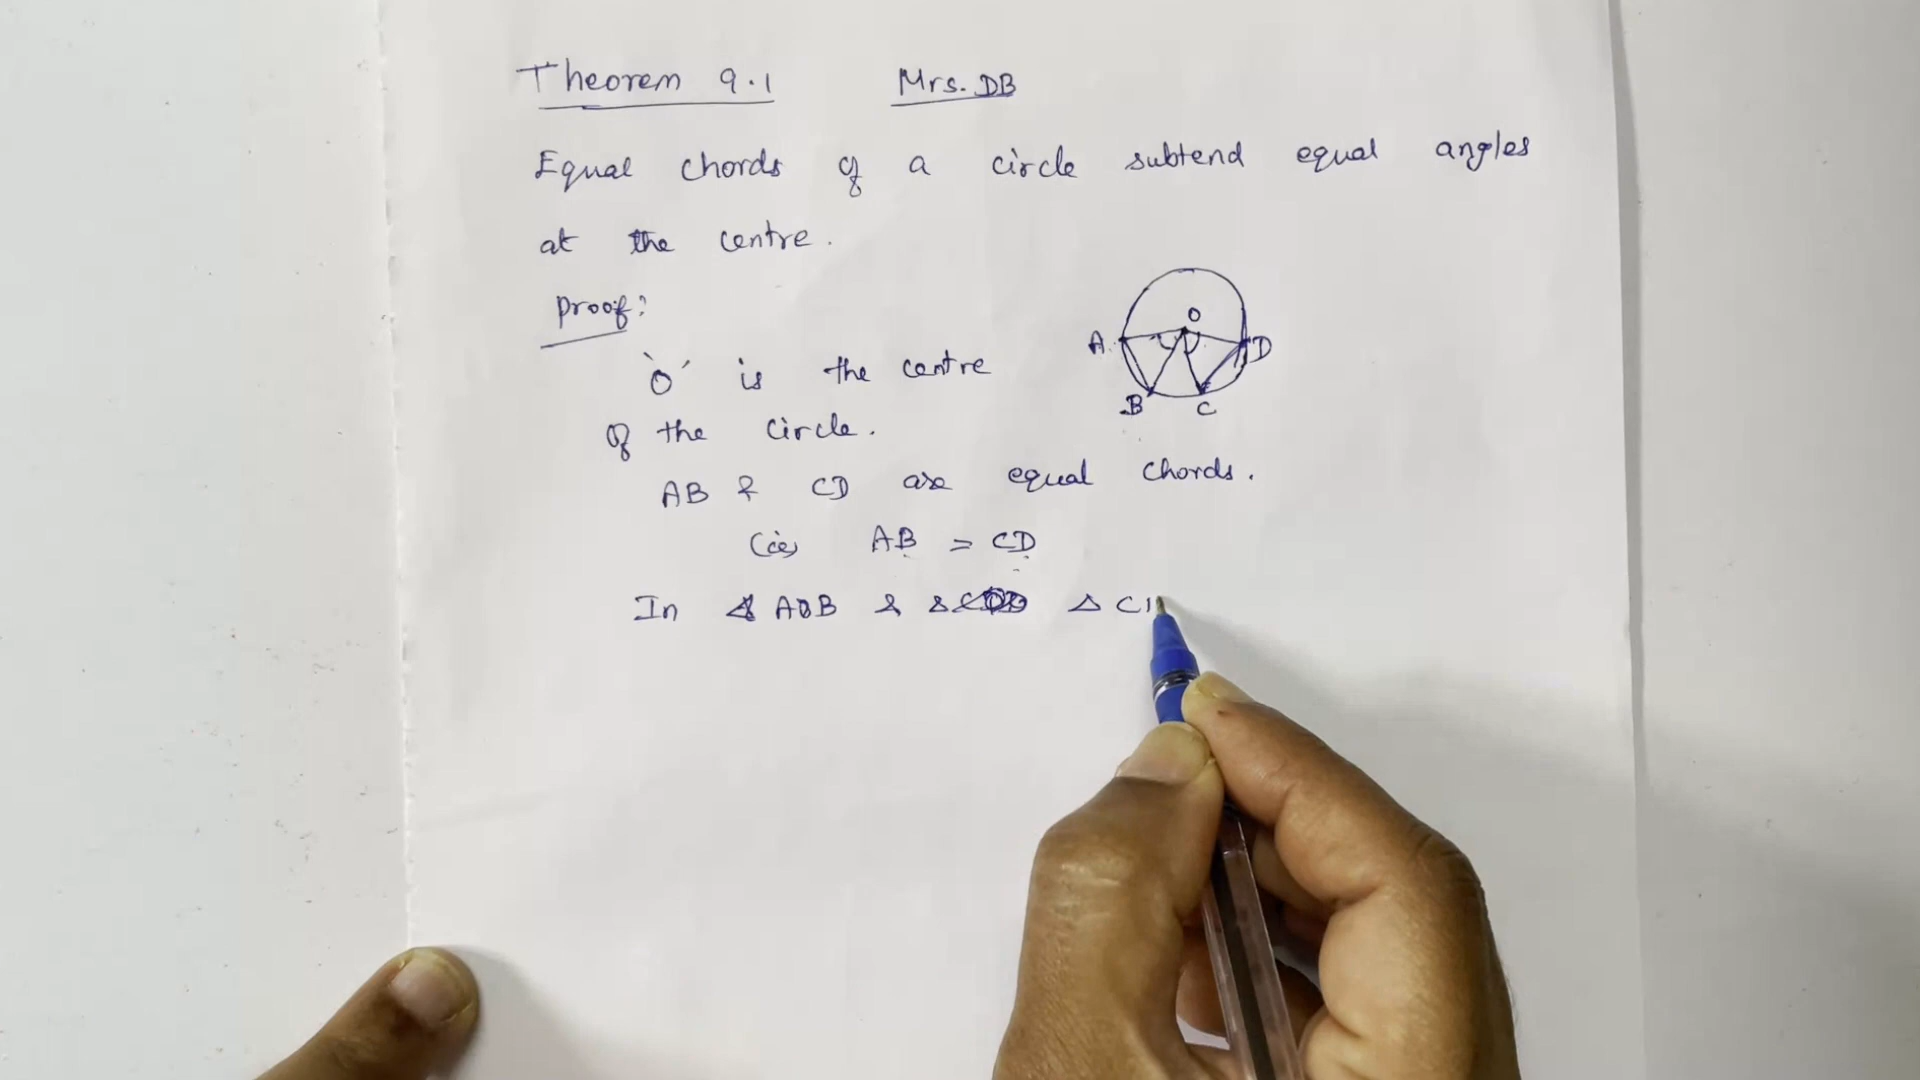 Theorem 9.1 Mrs. DB
Equal chords of a circle subtend equal angles
at the centre.
Proof:
O
A
D
B C
'O' is the centre
of the circle.
AB & CD are equal chords.
(ie) AB = CD
In Δ AOB & Δ Δ C